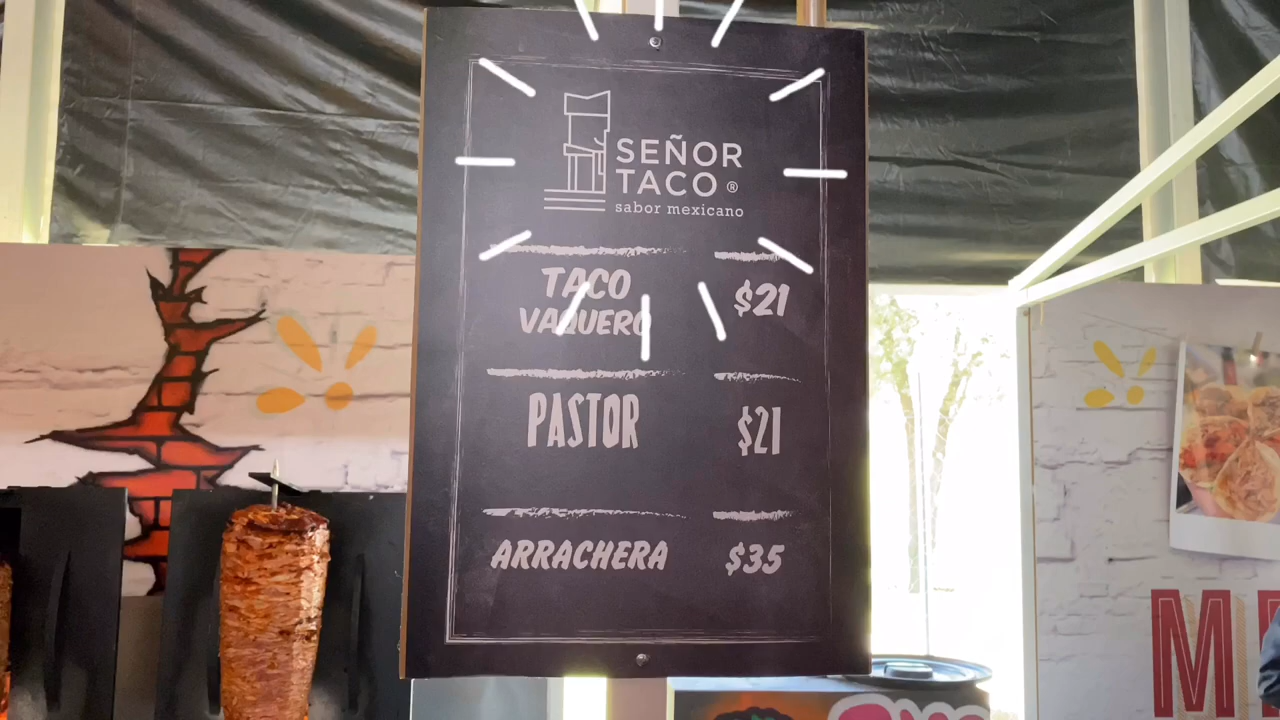 SEÑOR
TACO ®
sabor mexicano
TACO
VAQUERO
$21
PASTOR
$21
ARRACHERA
$35